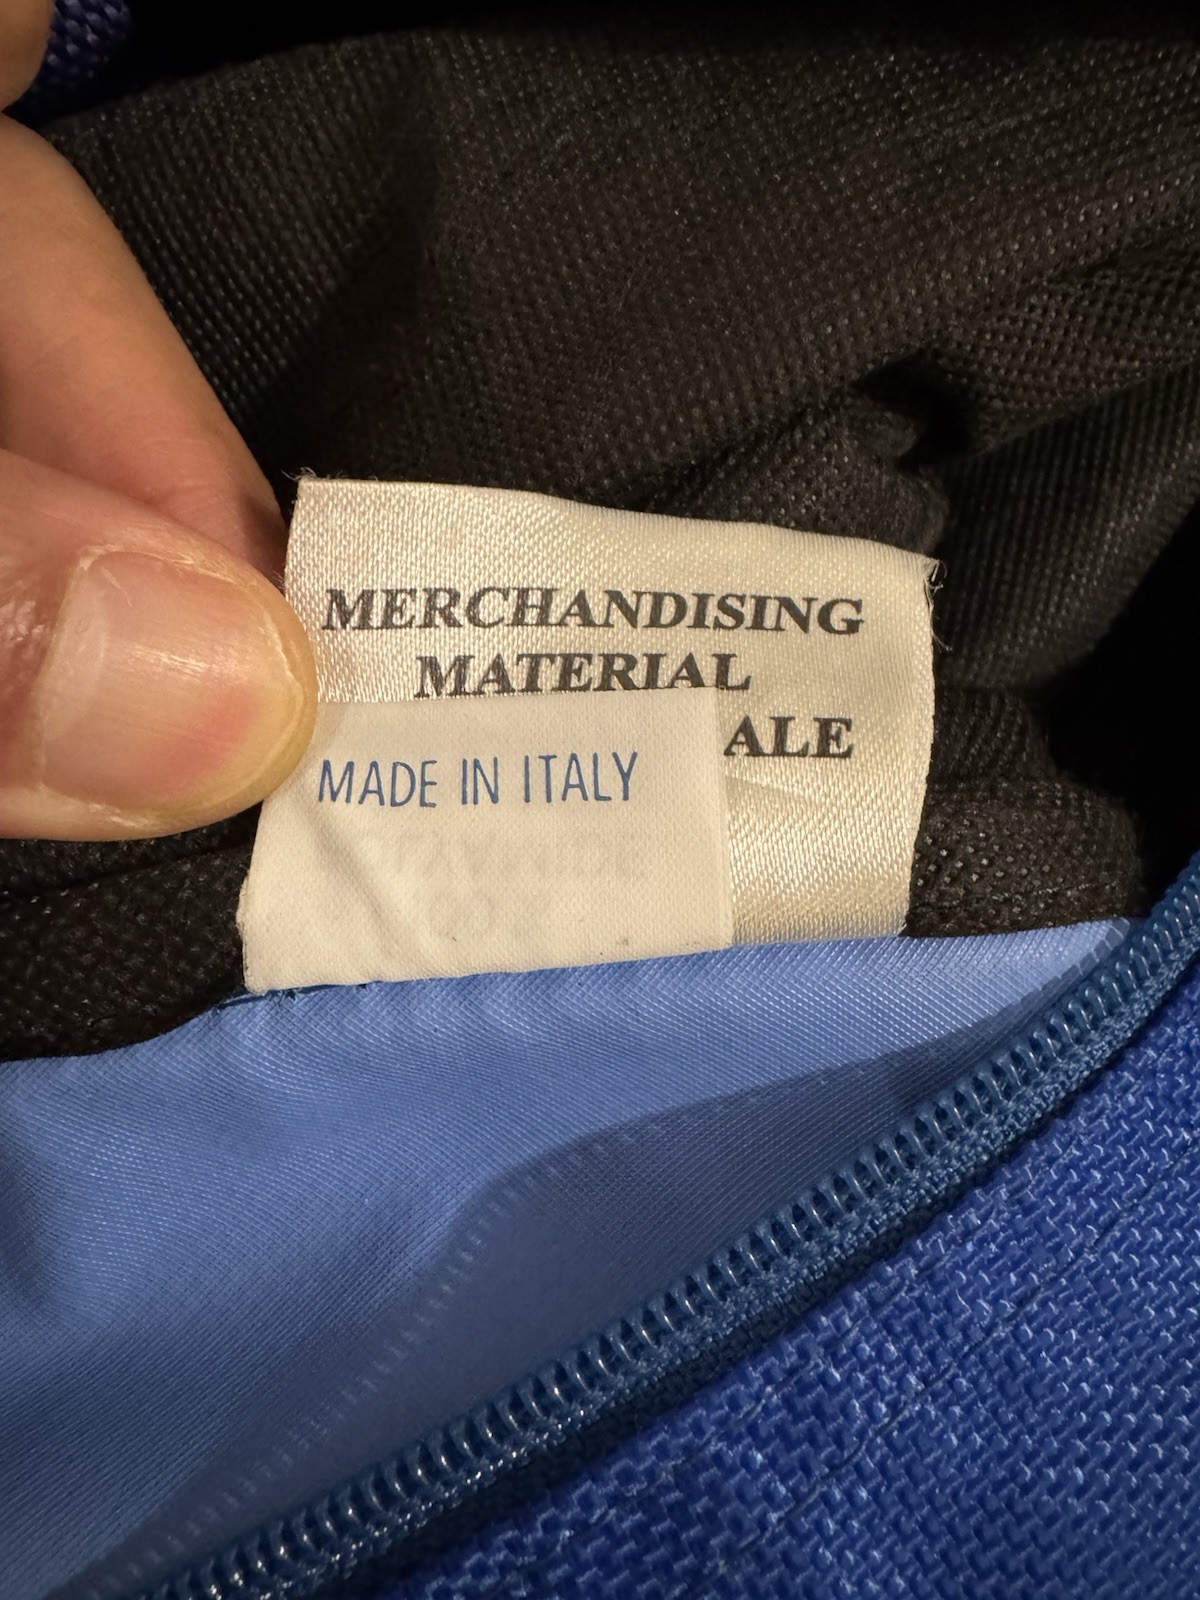 MERCHANDISING
MATERIAL
ALE
MADE IN ITALY